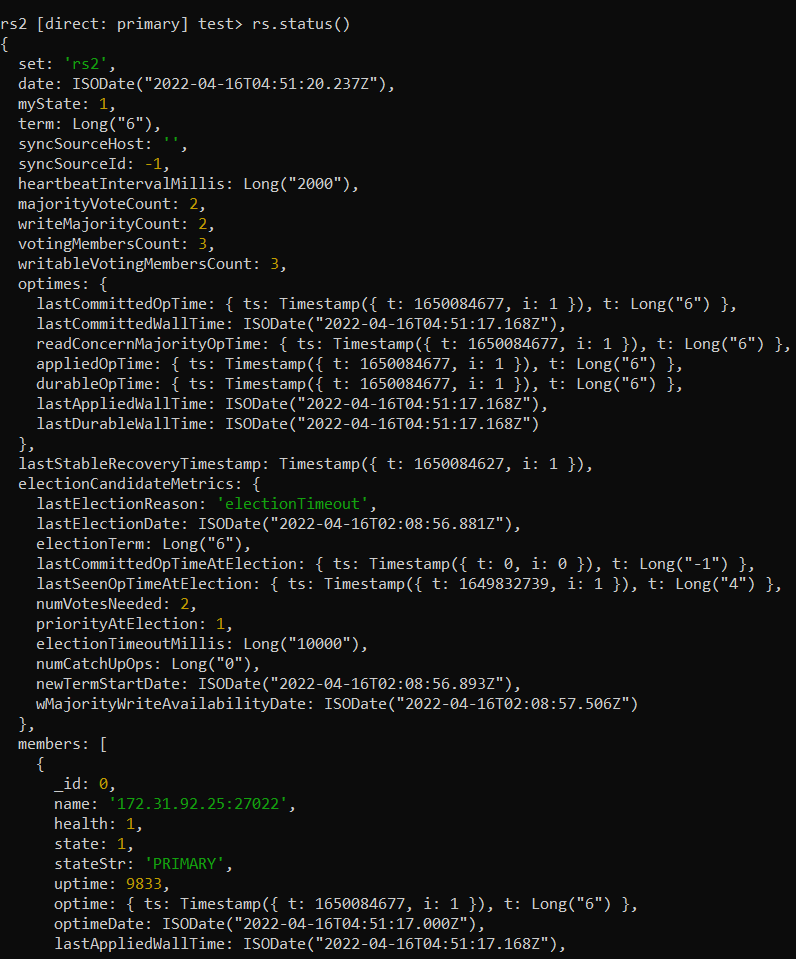 rs2 [direct: primary] test> rs.status()
{
  set: 'rs2',
  date: ISODate("2022-04-16T04:51:20.237Z"),
  myState: 1,
  term: Long("6"),
  syncSourceHost: '',
  syncSourceId: -1,
  heartbeatIntervalMillis: Long("2000"),
  majorityVoteCount: 2,
  writeMajorityCount: 2,
  votingMembersCount: 3,
  writableVotingMembersCount: 3,
  optimes: {
    lastCommittedOpTime: { ts: Timestamp({ t: 1650084677, i: 1 }), t: Long("6") },
    lastCommittedWallTime: ISODate("2022-04-16T04:51:17.168Z"),
    readConcernMajorityOpTime: { ts: Timestamp({ t: 1650084677, i: 1 }), t: Long("6") },
    appliedOpTime: { ts: Timestamp({ t: 1650084677, i: 1 }), t: Long("6") },
    durableOpTime: { ts: Timestamp({ t: 1650084677, i: 1 }), t: Long("6") },
    lastAppliedWallTime: ISODate("2022-04-16T04:51:17.168Z"),
    lastDurableWallTime: ISODate("2022-04-16T04:51:17.168Z")
  },
  lastStableRecoveryTimestamp: Timestamp({ t: 1650084627, i: 1 }),
  electionCandidateMetrics: {
    lastElectionReason: 'electionTimeout',
    lastElectionDate: ISODate("2022-04-16T02:08:56.881Z"),
    electionTerm: Long("6"),
    lastCommittedOpTimeAtElection: { ts: Timestamp({ t: 0, i: 0 }), t: Long("-1") },
    lastSeenOpTimeAtElection: { ts: Timestamp({ t: 1649832739, i: 1 }), t: Long("4") },
    numVotesNeeded: 2,
    priorityAtElection: 1,
    electionTimeoutMillis: Long("10000"),
    numCatchUpOps: Long("0"),
    newTermStartDate: ISODate("2022-04-16T02:08:56.893Z"),
    wMajorityWriteAvailabilityDate: ISODate("2022-04-16T02:08:57.506Z")
  },
  members: [
    {
      _id: 0,
      name: '172.31.92.25:27022',
      health: 1,
      state: 1,
      stateStr: 'PRIMARY',
      uptime: 9833,
      optime: { ts: Timestamp({ t: 1650084677, i: 1 }), t: Long("6") },
      optimeDate: ISODate("2022-04-16T04:51:17.000Z"),
      lastAppliedWallTime: ISODate("2022-04-16T04:51:17.168Z"),